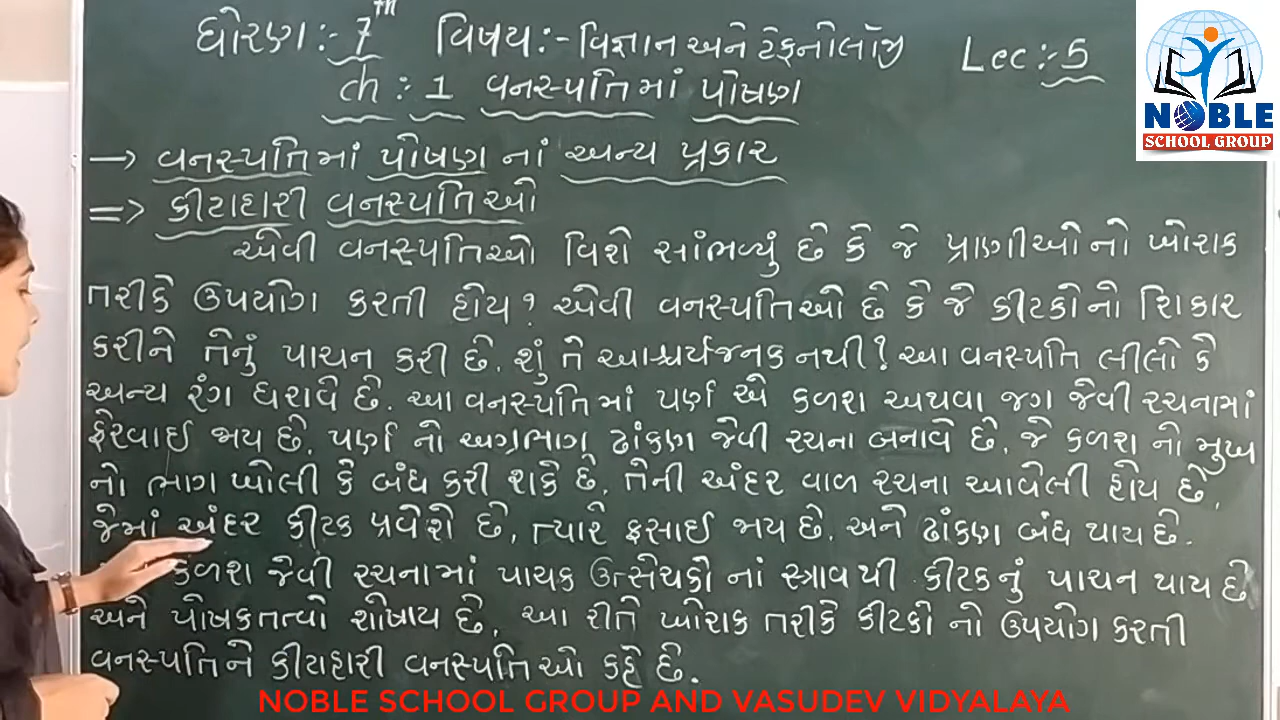 ધોરણ :- 7th વિષય :- વિજ્ઞાન અને ટેકનોલૉજી Lec :- 5
ch : 1 વનસ્પતિમાં પોષણ
NOBLE
SCHOOL GROUP
→ વનસ્પતિમાં પોષણ નાં અન્ય પ્રકાર
=> કીટાહારી વનસ્પતિઓ
એવી વનસ્પતિઓ વિશે સાંભળ્યું છે કે જે પ્રાણીઓનો ખોરાક
તરીકે ઉપયોગ કરતી હોય? એવી વનસ્પતિઓ છે કે જે કીટકોનો શિકાર
કરીને તેનું પાચન કરી છે. શું તે આશ્ચર્યજનક નથી? આ વનસ્પતિ લીલો કે
અન્ય રંગ ધરાવે છે. આ વનસ્પતિમાં પર્ણ એ કળશ અથવા જગ જેવી રચનામાં
ફેરવાઈ જાય છે. પર્ણ નો અગ્રભાગ ઢાંકણ જેવી રચના બનાવે છે, જે કળશ નો મુખ
નો ભાગ ખોલી કે બંધ કરી શકે છે. તેની અંદર વાળ રચના આવેલી હોય છે,
જેમાં અંદર કીટક પ્રવેશે છે, ત્યારે ફસાઈ જાય છે. અને ઢાંકણ બંધ થાય છે.
કળશ જેવી રચનામાં પાચક ઉત્સેચકો નાં સ્ત્રાવથી કીટકનું પાચન થાય છે
અને પોષકતત્વો શોષાય છે. આ રીતે ખોરાક તરીકે કીટકો નો ઉપયોગ કરતી
વનસ્પતિને કીટાહારી વનસ્પતિઓ કહે છે.
NOBLE SCHOOL GROUP AND VASUDEV VIDYALAYA